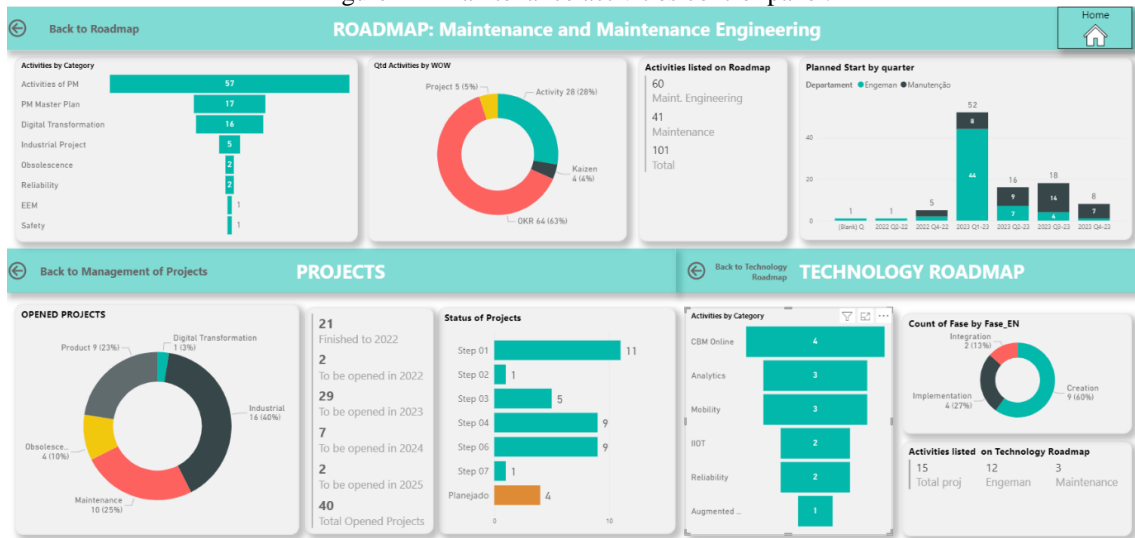 Back to Roadmap
ROADMAP: Maintenance and Maintenance Engineering
Home
Activities by Category
Activities of PM
57
PM Master Plan
17
Digital Transformation
16
Industrial Project
5
Obsolescence
2
Reliability
2
EEM
1
Safety
1
Qtd Activities by WOW
Project 5 (5%)
Activity 28 (28%)
Kaizen
4 (4%)
OKR 64 (63%)
Activities listed on Roadmap
60
Maint. Engineering
41
Maintenance
101
Total
Planned Start by quarter
Departament Engeman Manutenção
40
20
0
1
1
5
52
8
44
16
9
7
18
14
4
8
7
(Blank) Q
2022 Q2-22
2022 Q4-22
2023 Q1-23
2023 Q2-23
2023 Q3-23
2023 Q4-23
Back to Management of Projects
PROJECTS
OPENED PROJECTS
Digital Transformation
1 (3%)
Product 9 (23%)
Industrial
16 (40%)
Obsolesce...
4 (10%)
Maintenance
10 (25%)
21
Finished to 2022
2
To be opened in 2022
29
To be opened in 2023
7
To be opened in 2024
2
To be opened in 2025
40
Total Opened Projects
Status of Projects
Step 01
11
Step 02
1
Step 03
5
Step 04
9
Step 06
9
Step 07
1
Planejado
4
0
10
Back to Technology
Roadmap
TECHNOLOGY ROADMAP
Activities by Category
CBM Online
4
Analytics
3
Mobility
3
IIOT
2
Reliability
2
Augmented ..
1
Count of Fase by Fase_EN
Integration
2 (13%)
Creation
9 (60%)
Implementation
4 (27%)
Activities listed on Technology Roadmap
15 12 3
Total proj Engeman Maintenance